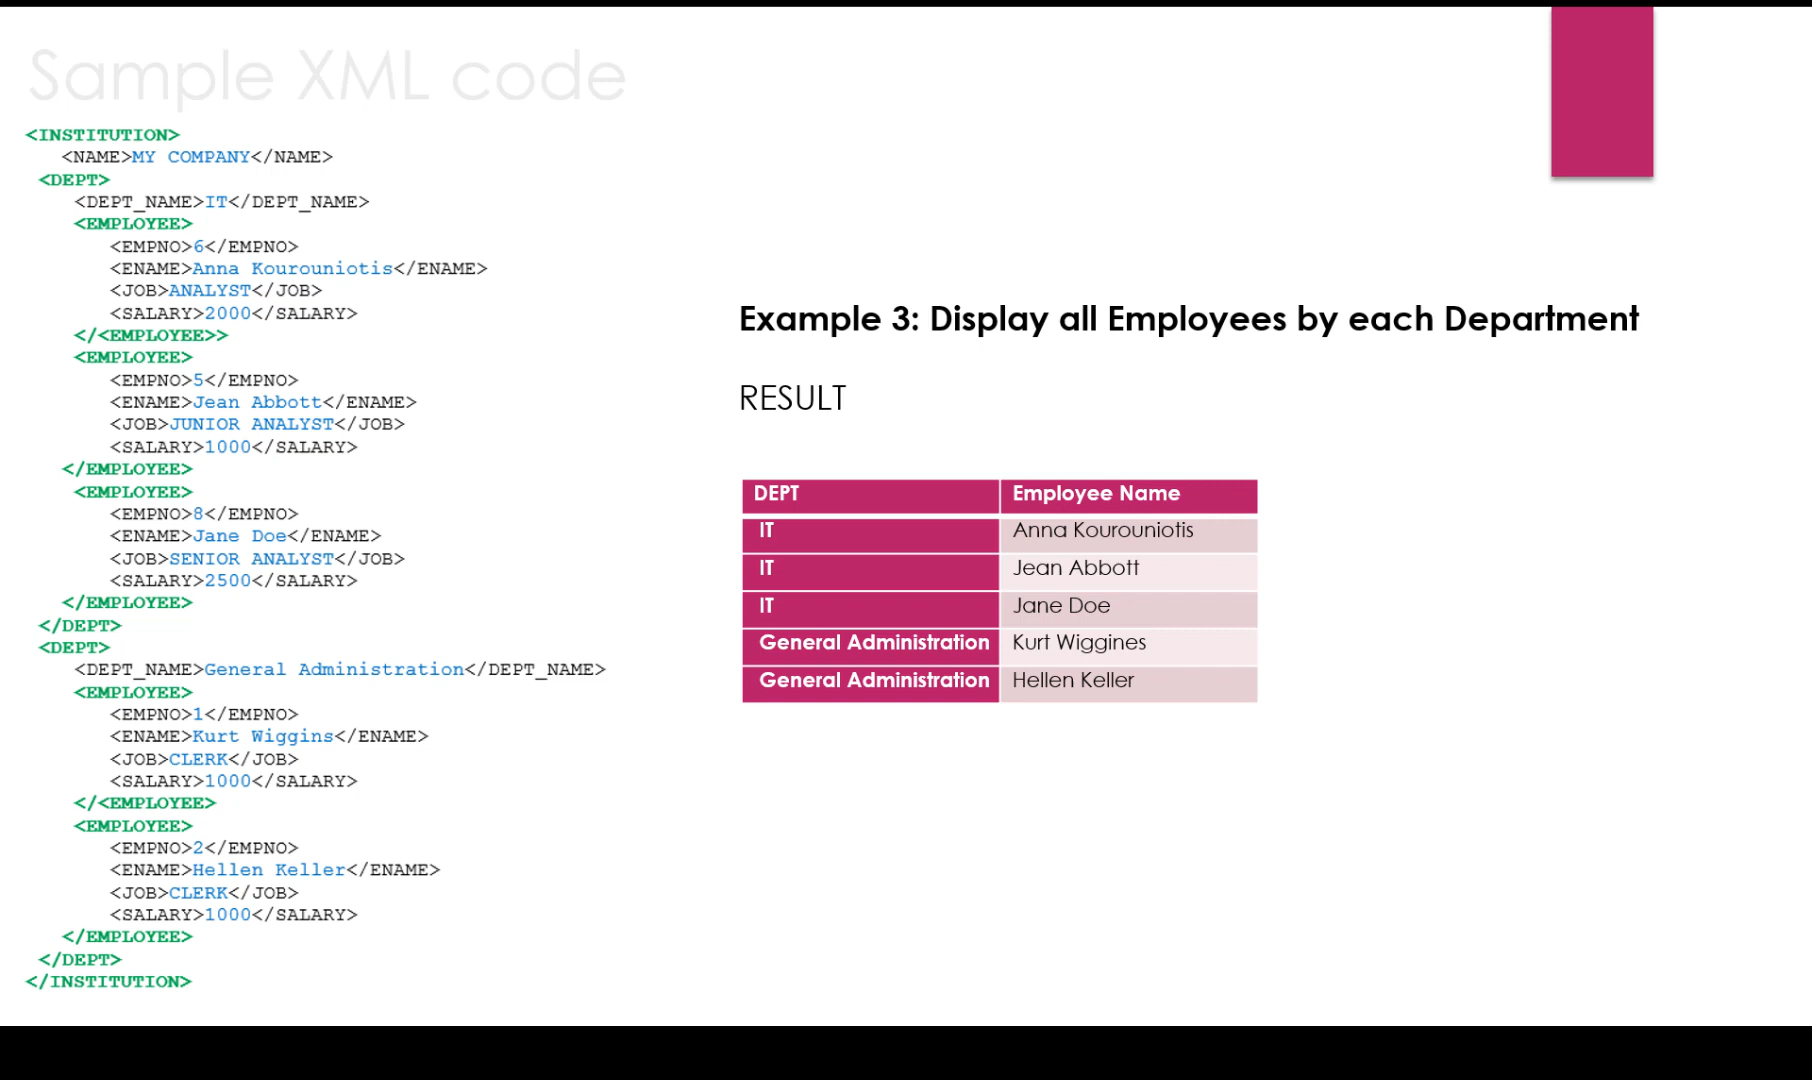 Sample XML code
<INSTITUTION>
<NAME>MY COMPANY</NAME>
<DEPT>
<DEPT_NAME>IT</DEPT_NAME>
<EMPLOYEE>
<EMPNO>6</EMPNO>
<ENAME>Anna Kourouniotis</ENAME>
<JOB>ANALYST</JOB>
<SALARY>2000</SALARY>
</<EMPLOYEE>>
<EMPLOYEE>
<EMPNO>5</EMPNO>
<ENAME>Jean Abbott</ENAME>
<JOB>JUNIOR ANALYST</JOB>
<SALARY>1000</SALARY>
</EMPLOYEE>
<EMPLOYEE>
<EMPNO>8</EMPNO>
<ENAME>Jane Doe</ENAME>
<JOB>SENIOR ANALYST</JOB>
<SALARY>2500</SALARY>
</EMPLOYEE>
</DEPT>
<DEPT>
<DEPT_NAME>General Administration</DEPT_NAME>
<EMPLOYEE>
<EMPNO>1</EMPNO>
<ENAME>Kurt Wiggins</ENAME>
<JOB>CLERK</JOB>
<SALARY>1000</SALARY>
</<EMPLOYEE>
<EMPLOYEE>
<EMPNO>2</EMPNO>
<ENAME>Hellen Keller</ENAME>
<JOB>CLERK</JOB>
<SALARY>1000</SALARY>
</EMPLOYEE>
</DEPT>
</INSTITUTION>
Example 3: Display all Employees by each Department
RESULT
DEPT Employee Name
IT Anna Kourouniotis
IT Jean Abbott
IT Jane Doe
General Administration Kurt Wiggines
General Administration Hellen Keller